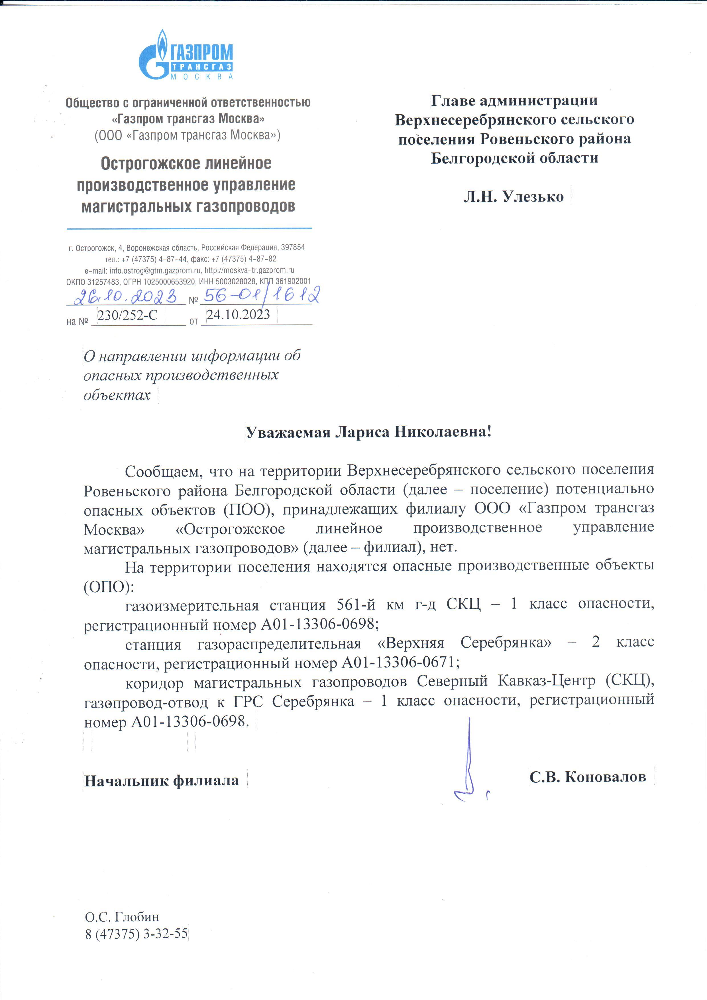 ГАЗПРОМ
ТРАНСГАЗ
МОСКВА
Общество с ограниченной ответственностью
«Газпром трансгаз Москва»
(ООО «Газпром трансгаз Москва»)
Острогожское линейное
производственное управление
магистральных газопроводов
г. Острогожск, 4, Воронежская область, Российская Федерация, 397854
тел.: +7 (47375) 4–87–44, факс: +7 (47375) 4–87–82
e–mail: info.ostrog@gtm.gazprom.ru, http://moskva–tr.gazprom.ru
ОКПО 31257483, ОГРН 1025000653920, ИНН 5003028028, КПП 361902001
26.10.2023 № 56-01/1612
на № 230/252-С от 24.10.2023
Главе администрации
Верхнесеребрянского сельского
поселения Ровеньского района
Белгородской области
Л.Н. Улезько
О направлении информации об
опасных производственных
объектах
Уважаемая Лариса Николаевна!
Сообщаем, что на территории Верхнесеребрянского сельского поселения
Ровеньского района Белгородской области (далее – поселение) потенциально
опасных объектов (ПОО), принадлежащих филиалу ООО «Газпром трансгаз
Москва» «Острогожское линейное производственное управление
магистральных газопроводов» (далее – филиал), нет.
На территории поселения находятся опасные производственные объекты
(ОПО):
газоизмерительная станция 561-й км г-д СКЦ – 1 класс опасности,
регистрационный номер А01-13306-0698;
станция газораспределительная «Верхняя Серебрянка» – 2 класс
опасности, регистрационный номер А01-13306-0671;
коридор магистральных газопроводов Северный Кавказ-Центр (СКЦ),
газопровод-отвод к ГРС Серебрянка – 1 класс опасности, регистрационный
номер А01-13306-0698.
Начальник филиала С.В. Коновалов
О.С. Глобин
8 (47375) 3-32-55